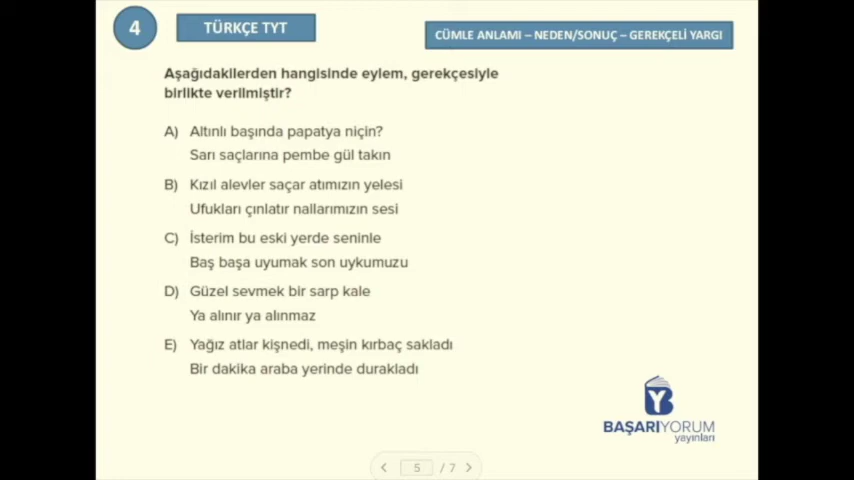 4
TÜRKÇE TYT
CÜMLE ANLAMI – NEDEN/SONUÇ – GEREKÇELİ YARGI
Aşağıdakilerden hangisinde eylem, gerekçesiyle
birlikte verilmiştir?
A) Altınlı başında papatya niçin?
Sarı saçlarına pembe gül takın
B) Kızıl alevler saçar atımızın yelesi
Ufukları çınlatır nallarımızın sesi
C) İsterim bu eski yerde seninle
Baş başa uyumak son uykumuzu
D) Güzel sevmek bir sarp kale
Ya alınır ya alınmaz
E) Yağız atlar kişnedi, meşin kırbaç sakladı
Bir dakika araba yerinde durakladı
BAŞARIYORUM
yayınları
< 5 / 7 >